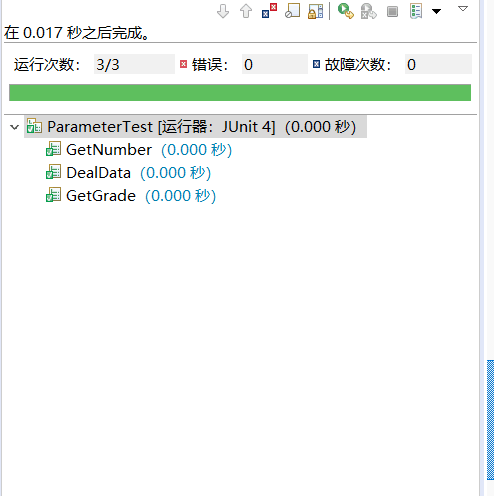 在 0.017 秒之后完成。
运行次数： 3/3 错误： 0 故障次数： 0
ParameterTest [运行器：JUnit 4]（0.000 秒）
GetNumber（0.000 秒）
DealData（0.000 秒）
GetGrade（0.000 秒）